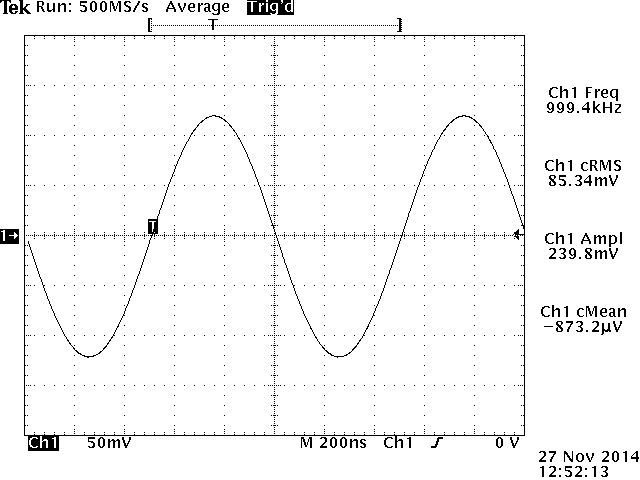 Tek Run: 500MS/s Average Trig'd
[ T ]
Ch1 Freq
999.4kHz
Ch1 cRMS
85.34mV
T
1→
Ch1 Ampl
239.8mV
Ch1 cMean
−873.2µV
Ch1 50mV M 200ns Ch1 0 V
27 Nov 2014
12:52:13